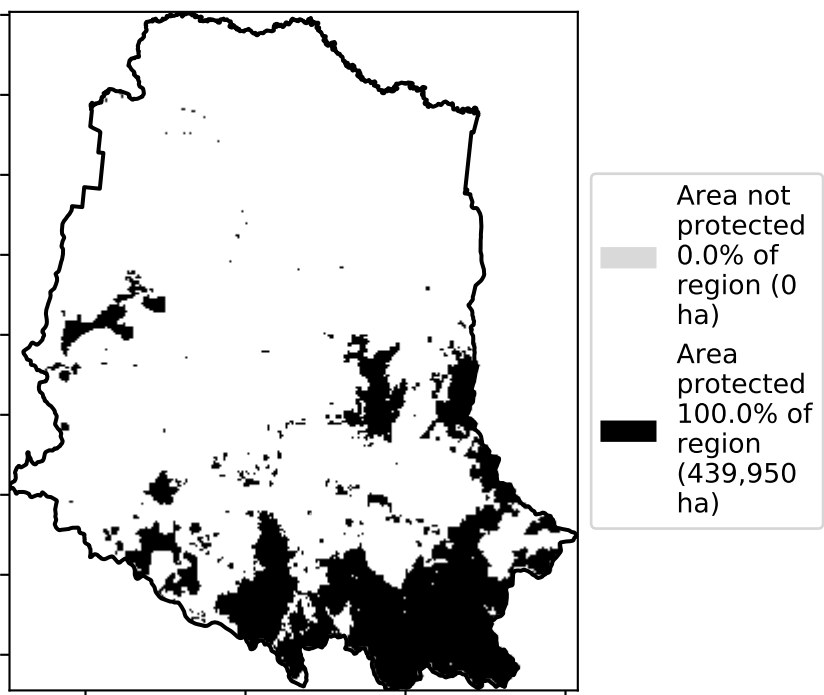 Area not
protected
0.0% of
region (0
ha)
Area
protected
100.0% of
region
(439,950
ha)